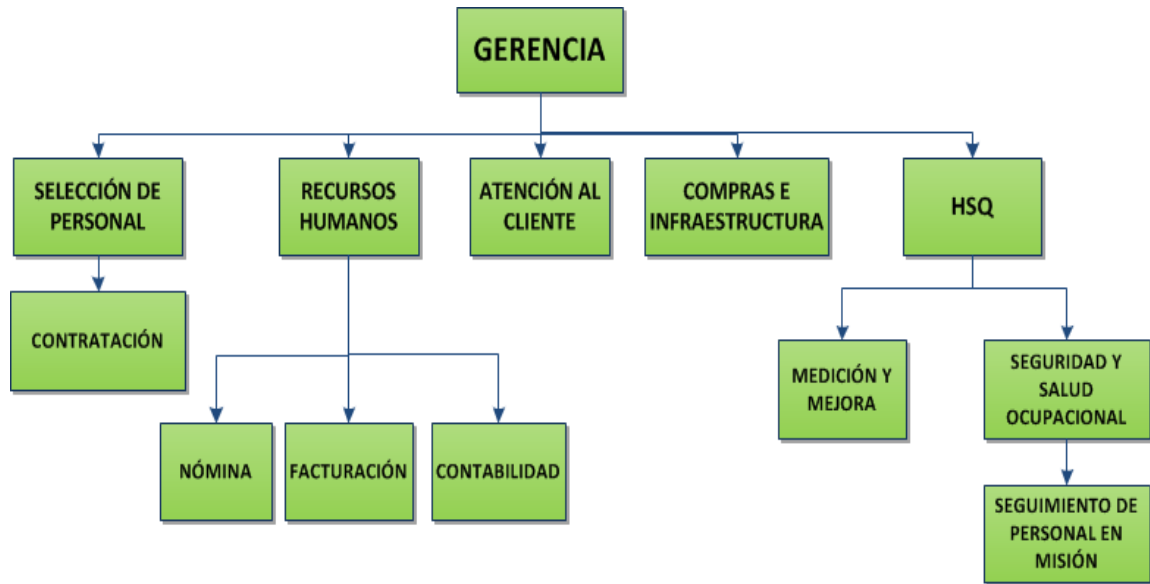 GERENCIA
SELECCIÓN DE
PERSONAL
RECURSOS
HUMANOS
ATENCIÓN AL
CLIENTE
COMPRAS E
INFRAESTRUCTURA
HSQ
CONTRATACIÓN
MEDICIÓN Y
MEJORA
SEGURIDAD Y
SALUD
OCUPACIONAL
NÓMINA
FACTURACIÓN
CONTABILIDAD
SEGUIMIENTO DE
PERSONAL EN
MISIÓN